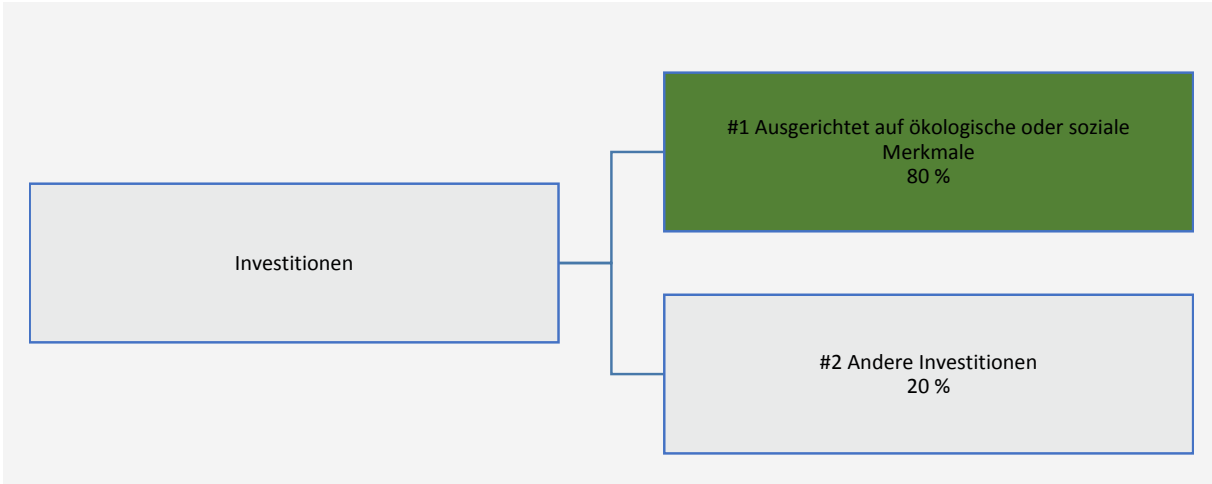 #1 Ausgerichtet auf ökologische oder soziale
Merkmale
80 %
Investitionen
#2 Andere Investitionen
20 %